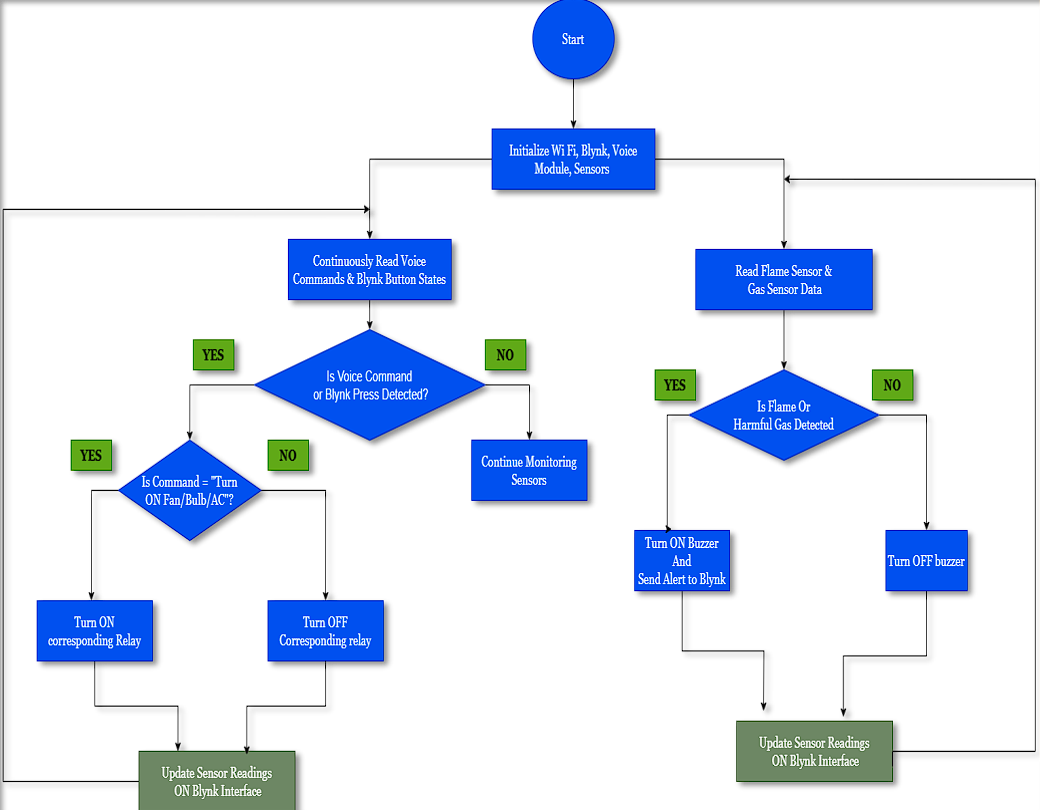 Start
Initialize Wi Fi, Blynk, Voice
Module, Sensors
Continuously Read Voice
Commands & Blynk Button States
Read Flame Sensor &
Gas Sensor Data
YES
NO
Is Voice Command
or Blynk Press Detected?
YES
NO
Is Flame Or
Harmful Gas Detected
YES
NO
Is Command = "Turn
ON Fan/Bulb/AC"?
Continue Monitoring
Sensors
Turn ON Buzzer
And
Send Alert to Blynk
Turn OFF buzzer
Turn ON
corresponding Relay
Turn OFF
Corresponding relay
Update Sensor Readings
ON Blynk Interface
Update Sensor Readings
ON Blynk Interface